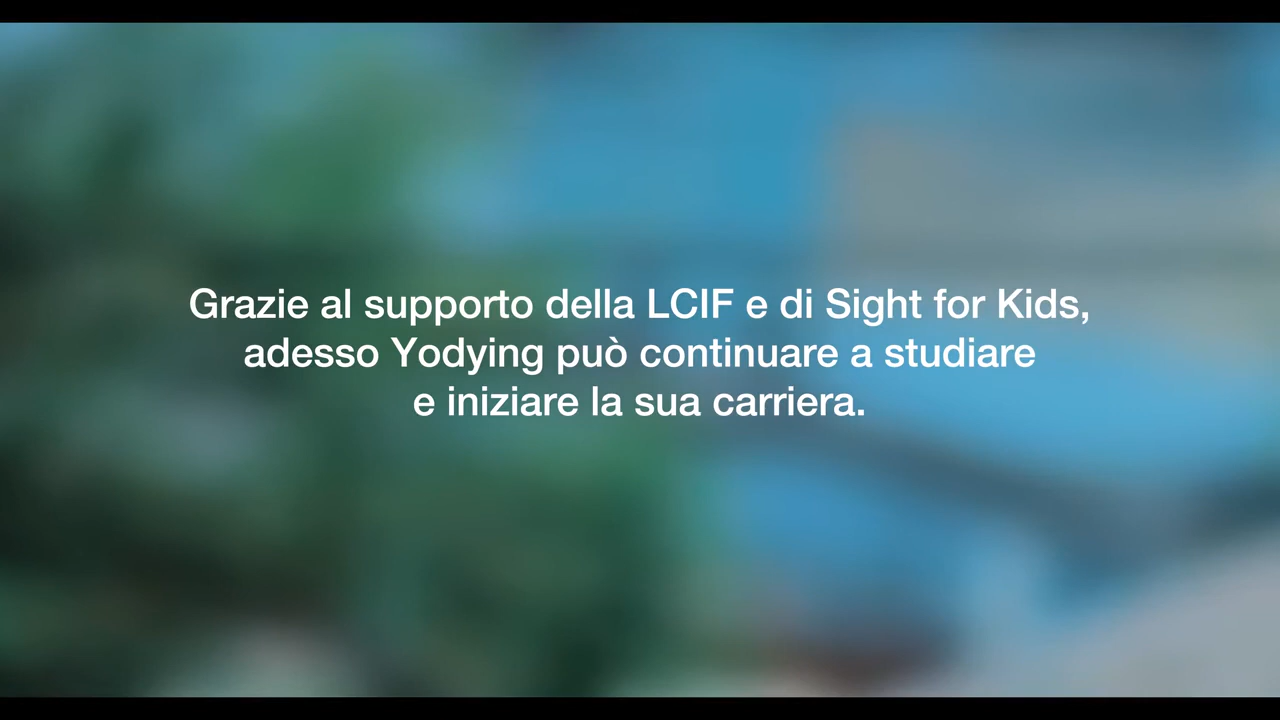 Grazie al supporto della LCIF e di Sight for Kids,
adesso Yodying può continuare a studiare
e iniziare la sua carriera.